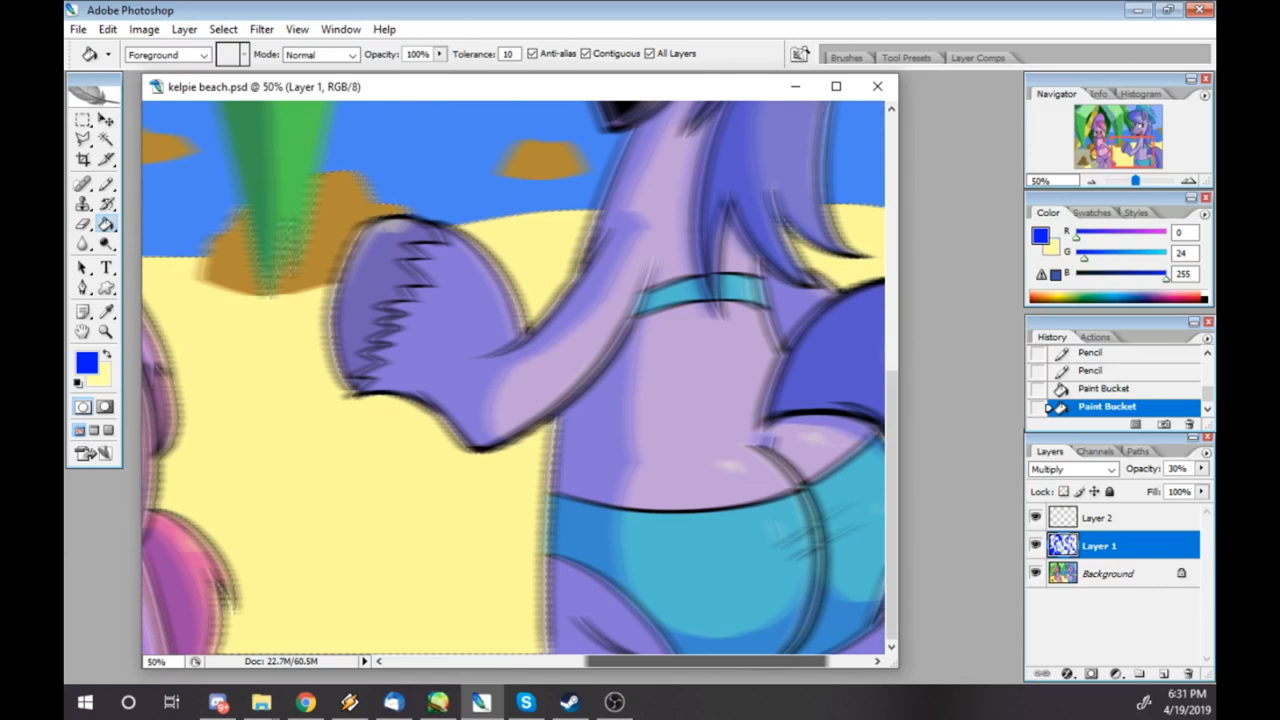 Adobe Photoshop
File Edit Image Layer Select Filter View Window Help
Foreground Mode: Normal Opacity: 100% Tolerance: 10 Anti-alias Contiguous All Layers
Brushes Tool Presets Layer Comps
kelpie beach.psd @ 50% (Layer 1, RGB/8)
Navigator Info Histogram
50%
Color Swatches Styles
R 0
G 24
B 255
History Actions
Pencil
Pencil
Paint Bucket
Paint Bucket
Layers Channels Paths
Multiply Opacity: 30%
Lock: Fill: 100%
Layer 2
Layer 1
Background
T
50% Doc: 22.7M/60.5M
6:31 PM
4/19/2019